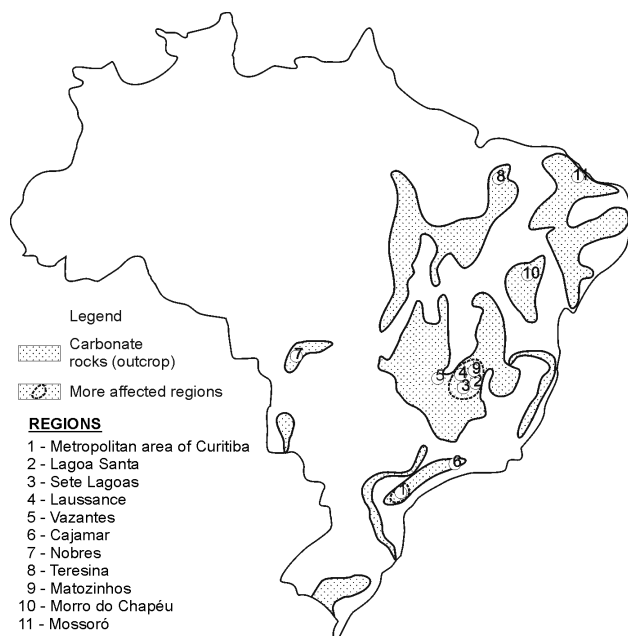 8
11
10
7
9
4
5
2
3
6
1
Legend
Carbonate
rocks (outcrop)
More affected regions
REGIONS
1 - Metropolitan area of Curitiba
2 - Lagoa Santa
3 - Sete Lagoas
4 - Laussance
5 - Vazantes
6 - Cajamar
7 - Nobres
8 - Teresina
9 - Matozinhos
10 - Morro do Chapéu
11 - Mossoró